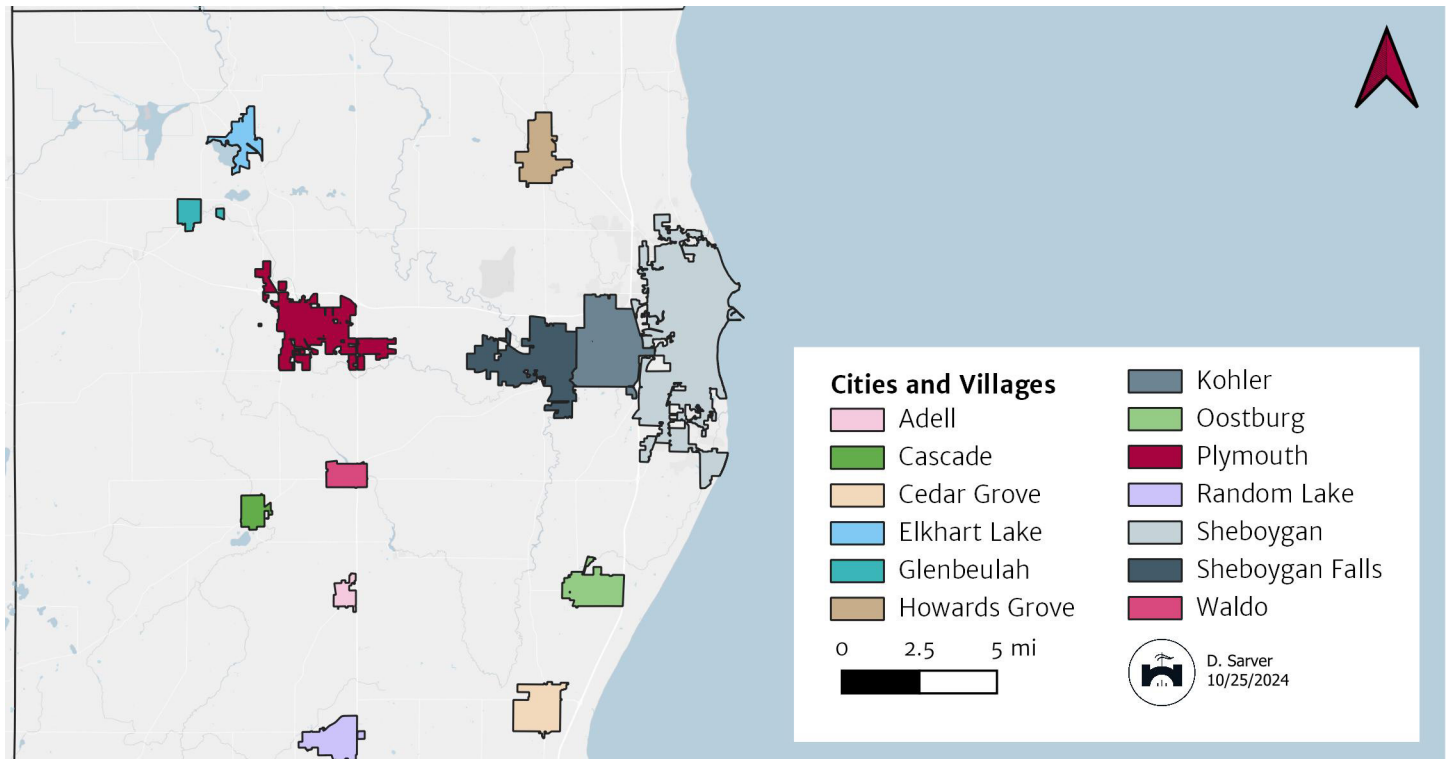 Cities and Villages
Adell
Cascade
Cedar Grove
Elkhart Lake
Glenbeulah
Howards Grove
Kohler
Oostburg
Plymouth
Random Lake
Sheboygan
Sheboygan Falls
Waldo
0 2.5 5 mi
D. Sarver
10/25/2024